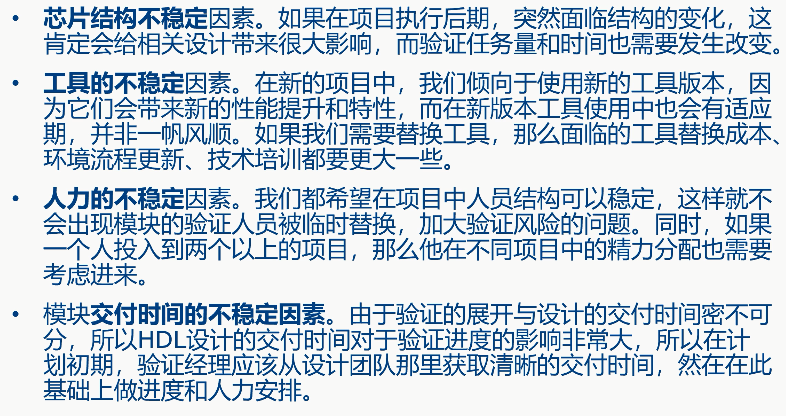 • 芯片结构不稳定因素。如果在项目执行后期，突然面临结构的变化，这
肯定会给相关设计带来很大影响，而验证任务量和时间也需要发生改变。
• 工具的不稳定因素。在新的项目中，我们倾向于使用新的工具版本，因
为它们会带来新的性能提升和特性，而在新版本工具使用中也会有适应
期，并非一帆风顺。如果我们需要替换工具，那么面临的工具替换成本、
环境流程更新、技术培训都要更大一些。
• 人力的不稳定因素。我们都希望在项目中人员结构可以稳定，这样就不
会出现模块的验证人员被临时替换，加大验证风险的问题。同时，如果
一个人投入到两个以上的项目，那么他在不同项目中的精力分配也需要
考虑进来。
• 模块交付时间的不稳定因素。由于验证的展开与设计的交付时间密不可
分，所以HDL设计的交付时间对于验证进度的影响非常大，所以在计
划初期，验证经理应该从设计团队那里获取清晰的交付时间，然在在此
基础上做进度和人力安排。